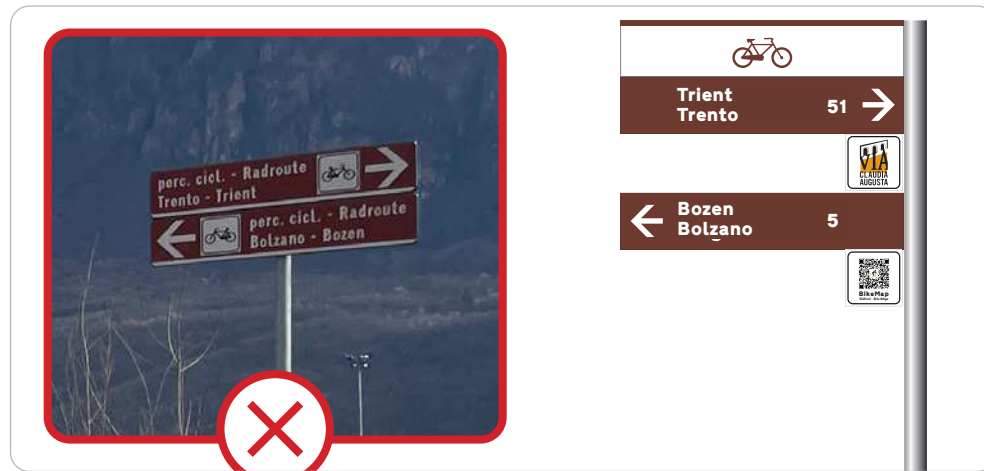 perc. cicl. - Radroute
Trento - Trient
perc. cicl. - Radroute
Bolzano - Bozen
Trient
Trento
51
VIA
CLAUDIA
AUGUSTA
Bozen
Bolzano
5
BikeMap